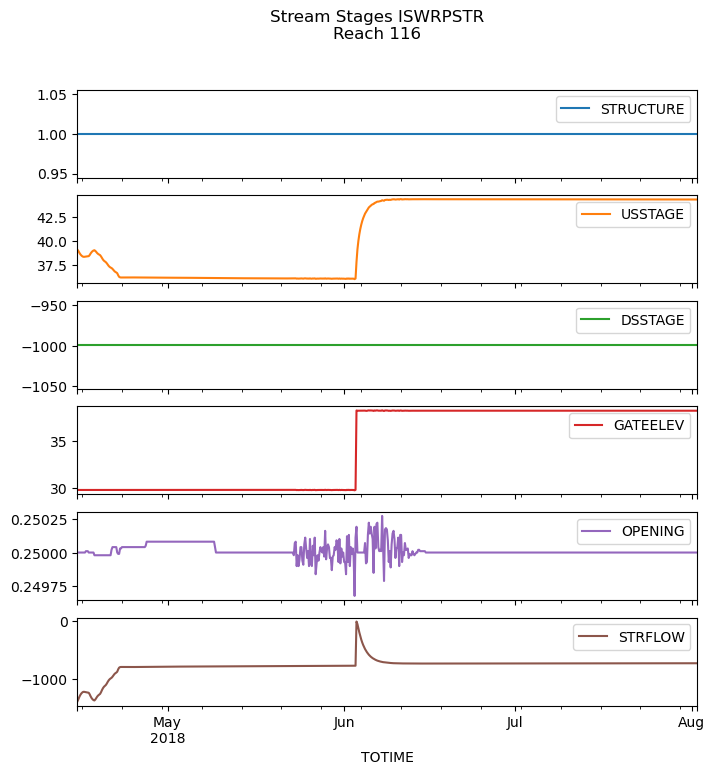 Stream Stages ISWRPSTR
Reach 116
1.05
1.00
0.95
STRUCTURE
42.5
40.0
37.5
USSTAGE
−950
−1000
−1050
DSSTAGE
35
30
GATEELEV
0.25025
0.25000
0.24975
OPENING
0
−1000
STRFLOW
May
2018
Jun
Jul
Aug
TOTIME